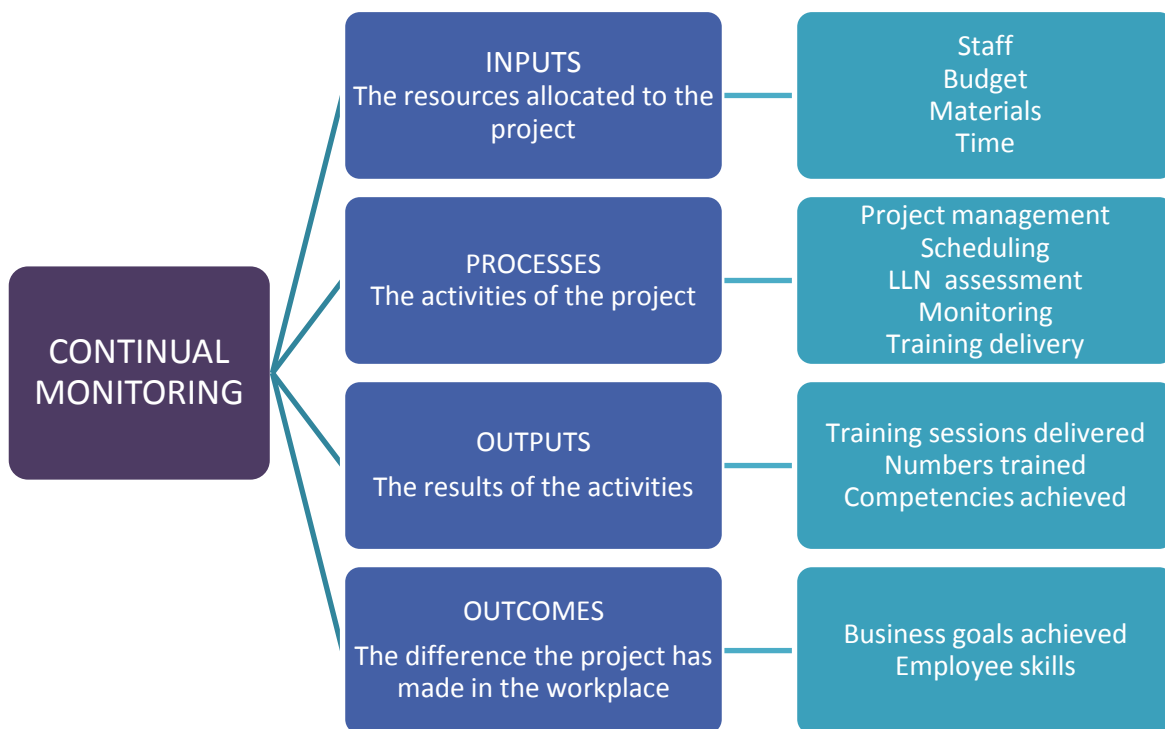 CONTINUAL
MONITORING
INPUTS
The resources allocated to the
project
Staff
Budget
Materials
Time
PROCESSES
The activities of the project
Project management
Scheduling
LLN  assessment
Monitoring
Training delivery
OUTPUTS
The results of the activities
Training sessions delivered
Numbers trained
Competencies achieved
OUTCOMES
The difference the project has
made in the workplace
Business goals achieved
Employee skills